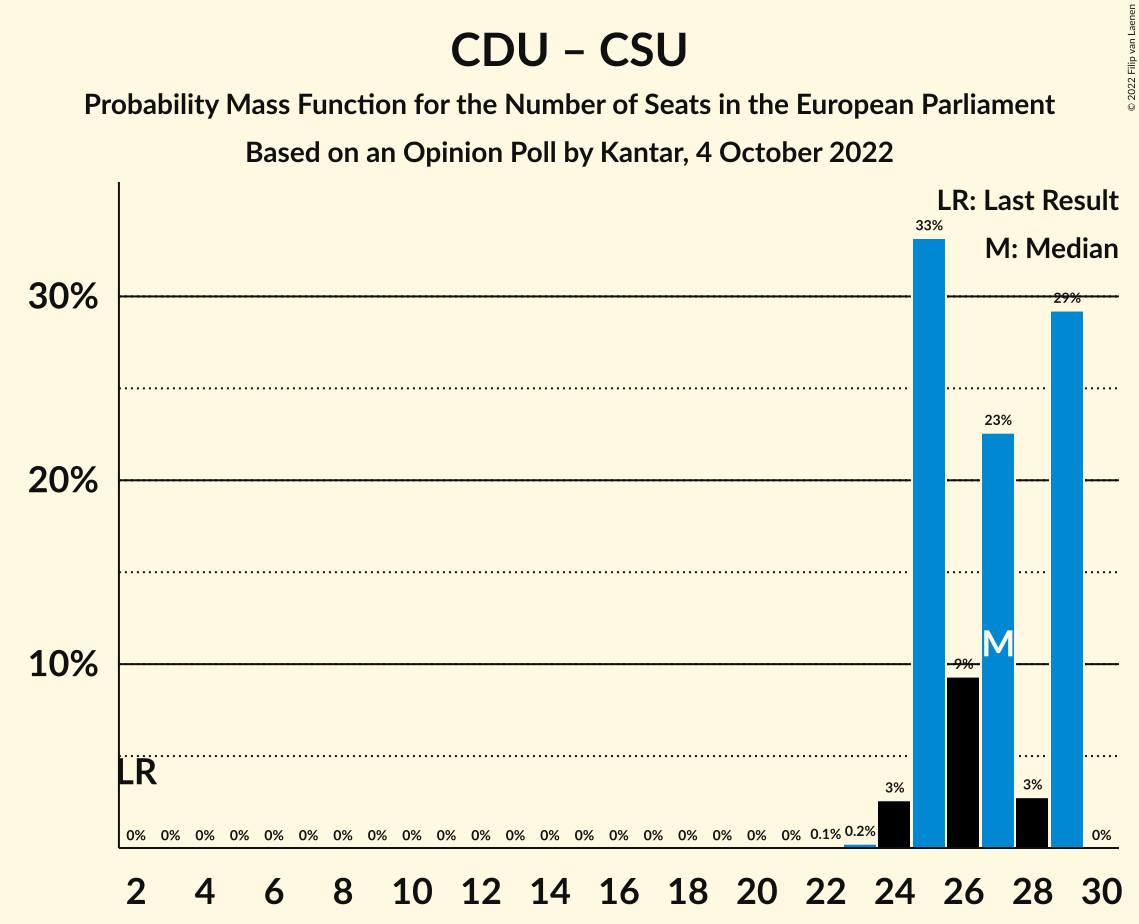 CDU – CSU
Probability Mass Function for the Number of Seats in the European Parliament
Based on an Opinion Poll by Kantar, 4 October 2022
© 2022 Filip van Laenen
LR: Last Result
M: Median
33%
29%
30%
23%
20%
M
10%
9%
LR
3%
3%
0% 0% 0% 0% 0% 0% 0% 0% 0% 0% 0% 0% 0% 0% 0% 0% 0% 0% 0% 0% 0.1% 0.2% 0%
2 4 6 8 10 12 14 16 18 20 22 24 26 28 30